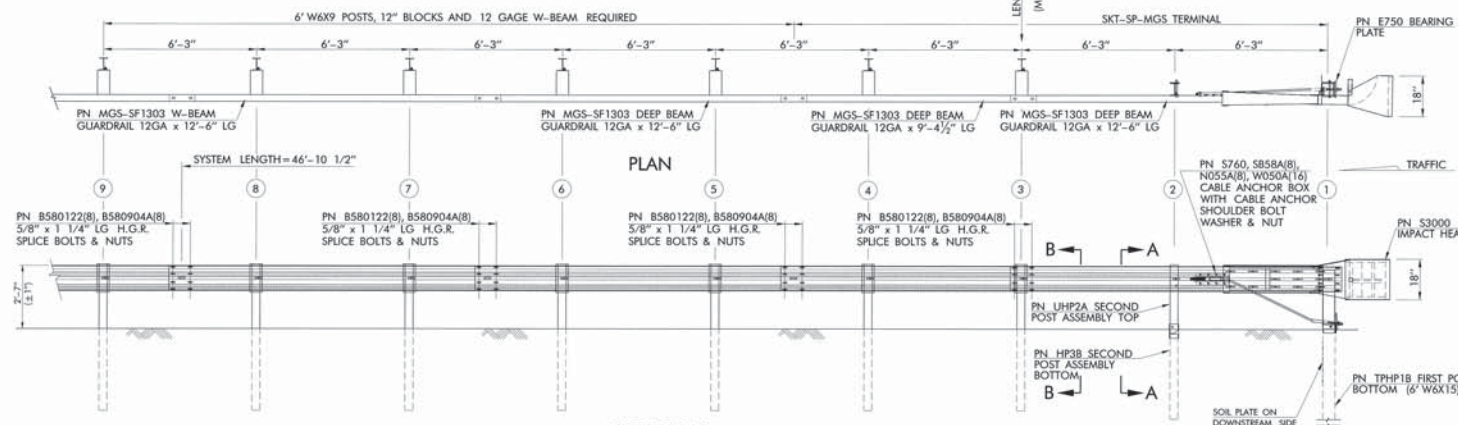 LEN
(M
6' W6X9 POSTS, 12" BLOCKS AND 12 GAGE W-BEAM REQUIRED
SKT-SP-MGS TERMINAL
6'-3"
6'-3"
6'-3"
6'-3"
6'-3"
6'-3"
6'-3"
6'-3"
PN E750 BEARING
PLATE
18"
PN MGS-SF1303 W-BEAM
GUARDRAIL 12GA x 12'-6" LG
PN MGS-SF1303 DEEP BEAM
GUARDRAIL 12GA x 12'-6" LG
PN MGS-SF1303 DEEP BEAM
GUARDRAIL 12GA x 9'-4½" LG
PN MGS-SF1303 DEEP BEAM
GUARDRAIL 12GA x 12'-6" LG
SYSTEM LENGTH=46'-10 1/2"
PLAN
TRAFFIC
9
8
7
6
5
4
3
2
1
PN S760, SB58A(8),
N055A(8), W050A(16)
CABLE ANCHOR BOX
WITH CABLE ANCHOR
SHOULDER BOLT
WASHER & NUT
PN B580122(8), B580904A(8)
5/8" x 1 1/4" LG H.G.R.
SPLICE BOLTS & NUTS
PN B580122(8), B580904A(8)
5/8" x 1 1/4" LG H.G.R.
SPLICE BOLTS & NUTS
PN B580122(8), B580904A(8)
5/8" x 1 1/4" LG H.G.R.
SPLICE BOLTS & NUTS
PN B580122(8), B580904A(8)
5/8" x 1 1/4" LG H.G.R.
SPLICE BOLTS & NUTS
PN S3000
IMPACT HEA
B
A
2'-7"
(±1")
18"
PN UHP2A SECOND
POST ASSEMBLY TOP
PN HP3B SECOND
POST ASSEMBLY
BOTTOM
B
A
PN TPHP1B FIRST PO
BOTTOM (6' W6X15)
SOIL PLATE ON
DOWNSTREAM SIDE